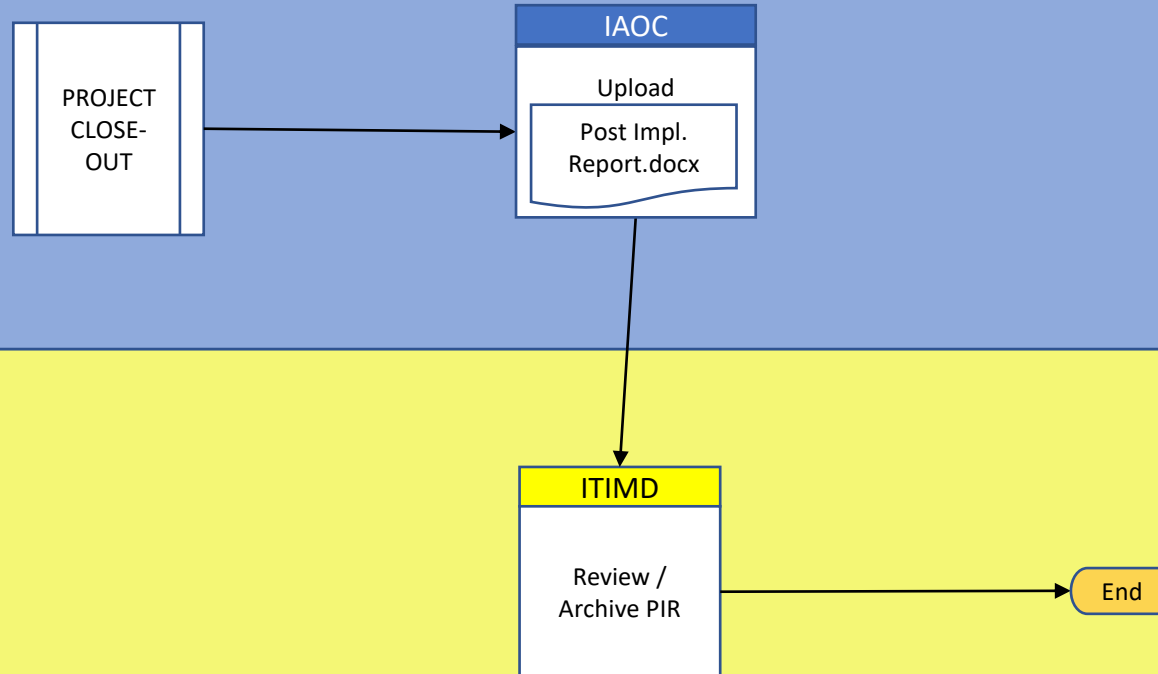 PROJECT
CLOSE-
OUT
IAOC
Upload
Post Impl.
Report.docx
ITIMD
Review /
Archive PIR
End